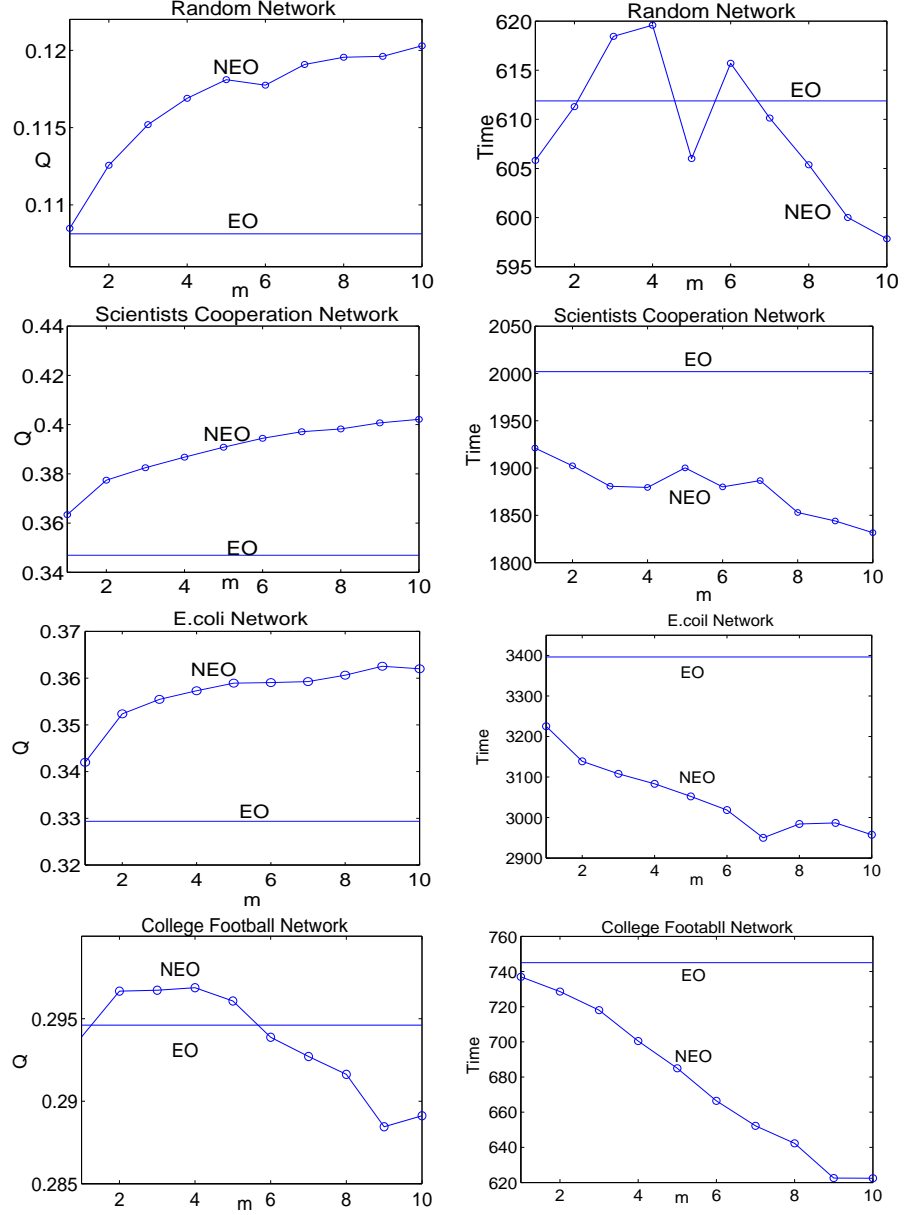 Random Network
0.12
0.115
Q
0.11
NEO
EO
2 4 6 8 10
m
Random Network
620
615
610
Time
605
600
595
EO
NEO
2 4 6 8 10
m
Scientists Cooperation Network
0.44
0.42
Q
0.4
0.38
0.36
0.34
NEO
EO
2 4 6 8 10
m
Scientists Cooperation Network
2050
2000
1950
Time
1900
1850
1800
EO
NEO
2 4 6 8 10
m
E.coli Network
0.37
0.36
0.35
Q
0.34
0.33
0.32
NEO
EO
2 4 6 8 10
m
E.coil Network
3400
3300
3200
Time
3100
3000
2900
EO
NEO
2 4 6 8 10
m
College Football Network
0.295
Q
0.29
0.285
NEO
EO
2 4 6 8 10
m
College Footabll Network
760
740
720
700
Time
680
660
640
620
EO
NEO
2 4 6 8 10
m